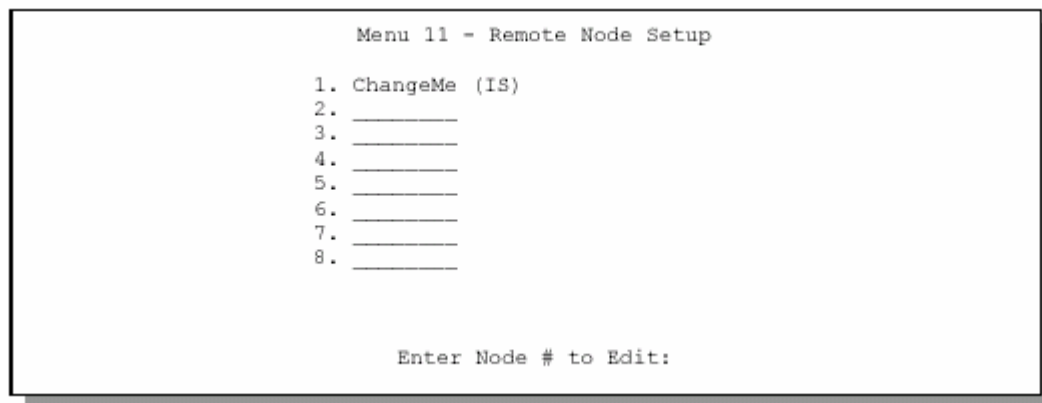 Menu 11 - Remote Node Setup
1. ChangeMe (IS)
2. ________
3. ________
4. ________
5. ________
6. ________
7. ________
8. ________
Enter Node # to Edit: